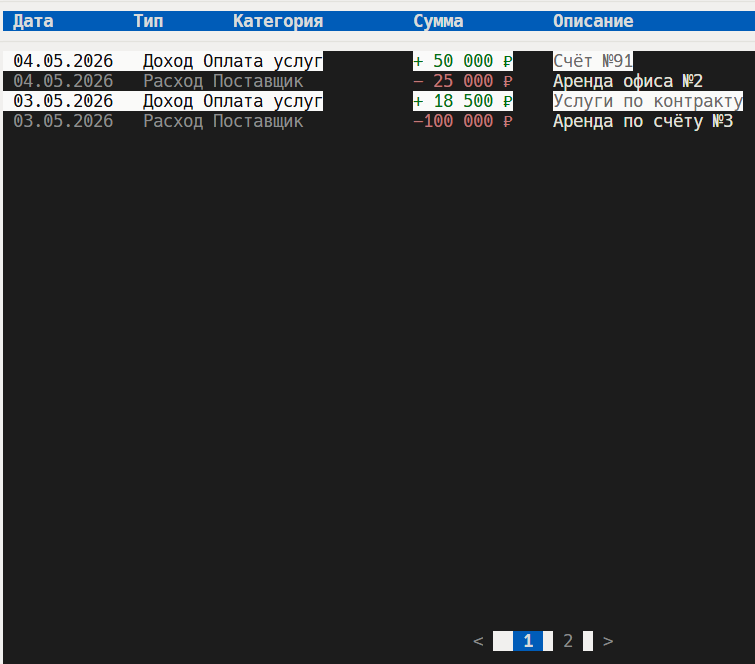 Дата Тип Категория Сумма Описание
04.05.2026 Доход Оплата услуг + 50 000 ₽ Счёт №91
04.05.2026 Расход Поставщик − 25 000 ₽ Аренда офиса №2
03.05.2026 Доход Оплата услуг + 18 500 ₽ Услуги по контракту
03.05.2026 Расход Поставщик −100 000 ₽ Аренда по счёту №3
< 1 2 >